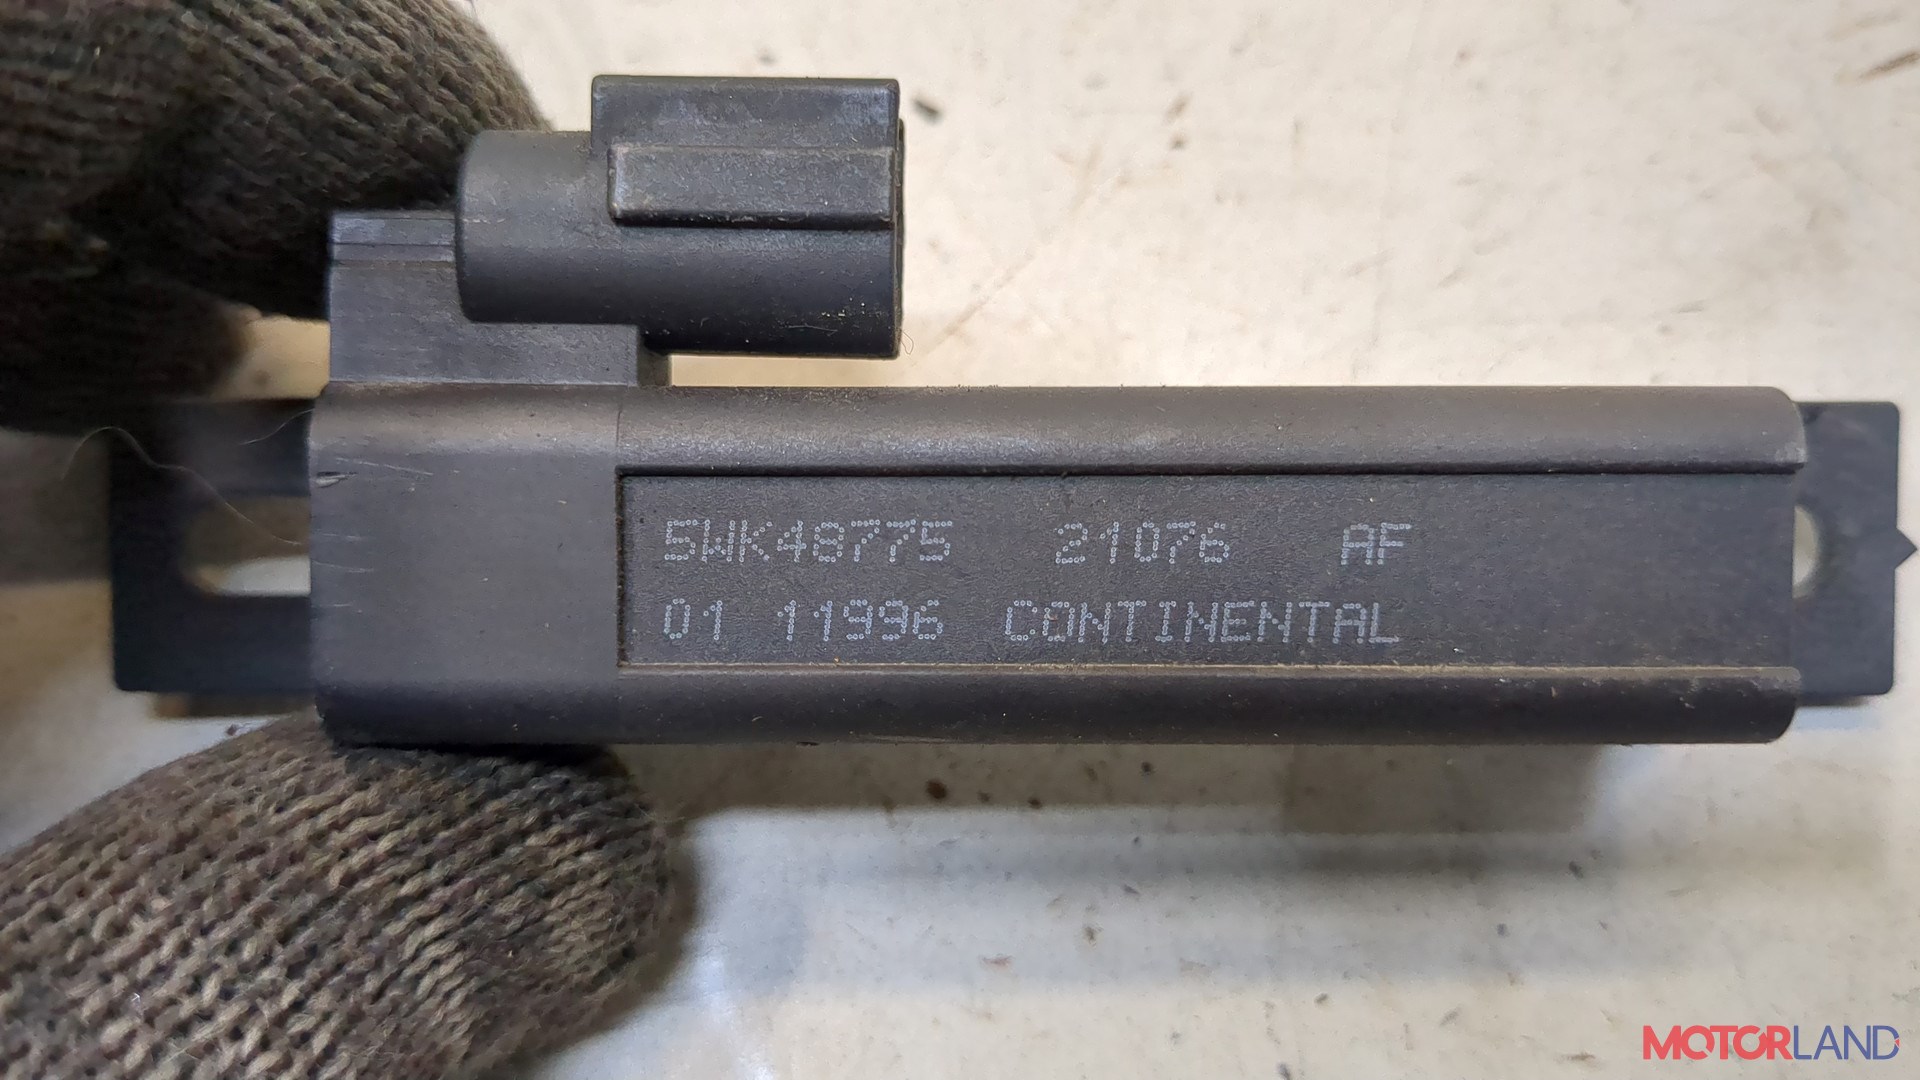 5WK48775 21076 AF
01 11996 CONTINENTAL
MOTORLAND